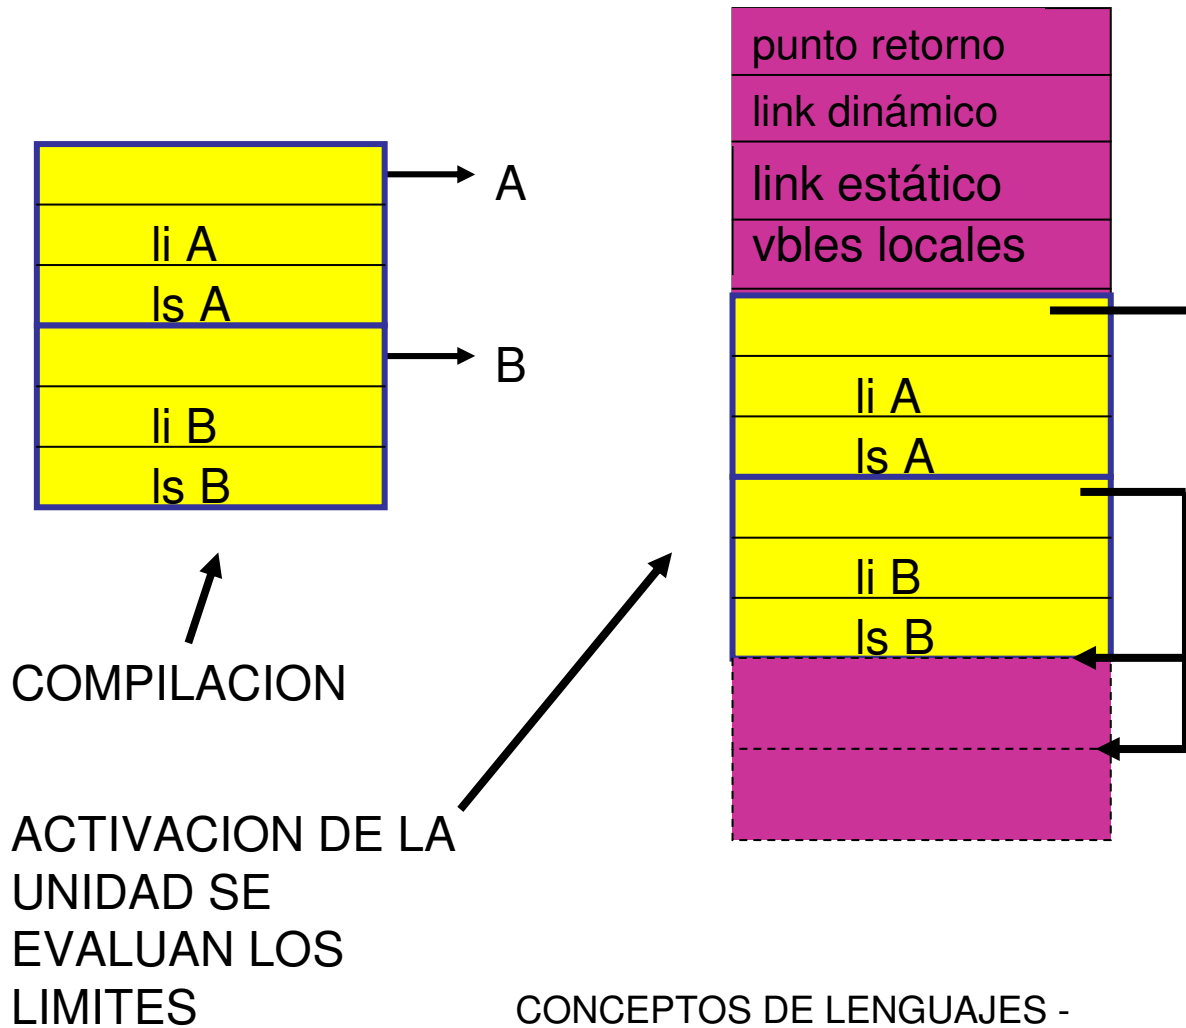 A
li A
ls A
B
li B
ls B
COMPILACION
ACTIVACION DE LA
UNIDAD SE
EVALUAN LOS
LIMITES
punto retorno
link dinámico
link estático
vbles locales
li A
ls A
li B
ls B
CONCEPTOS DE LENGUAJES -